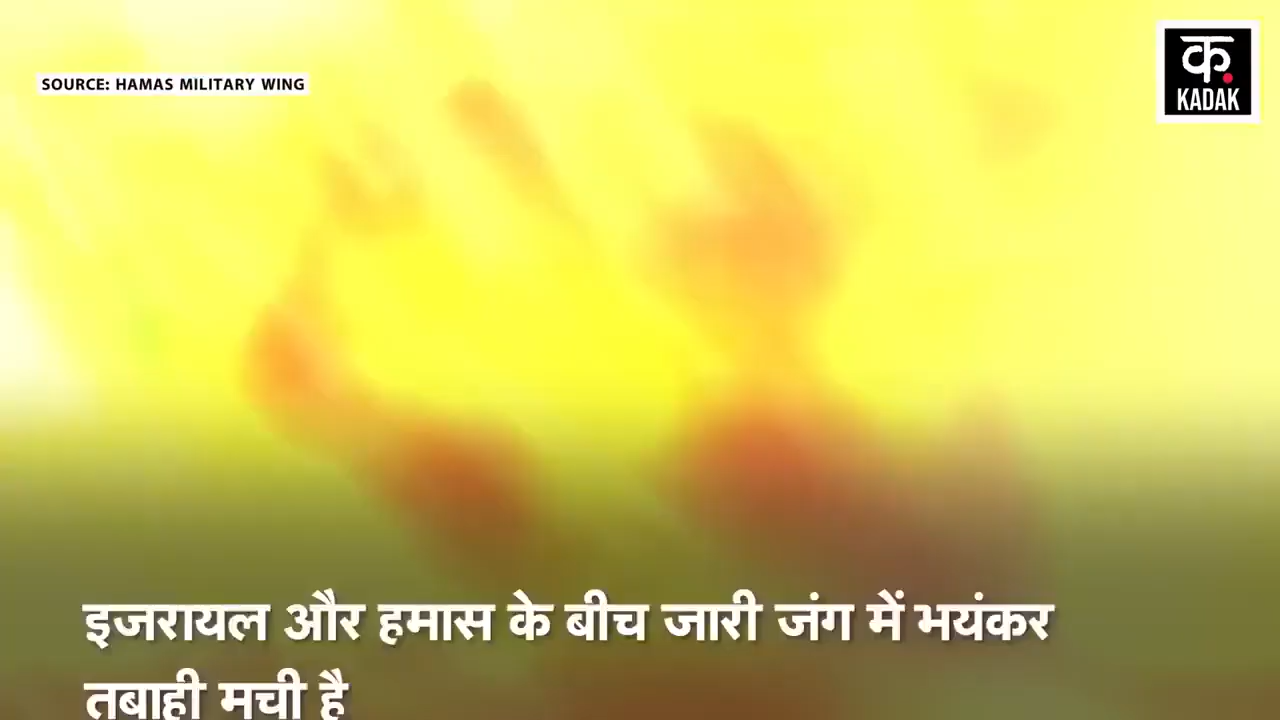 SOURCE: HAMAS MILITARY WING
क
KADAK
इजरायल और हमास के बीच जारी जंग में भयंकर
तबाही मची है